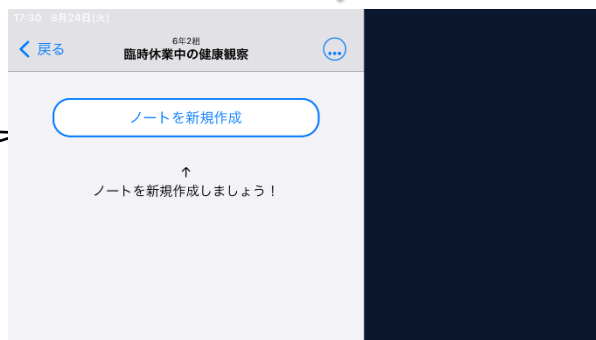 17:30 8月24日(火)
戻る
6年2組
臨時休業中の健康観察
ノートを新規作成
↑
ノートを新規作成しましょう！